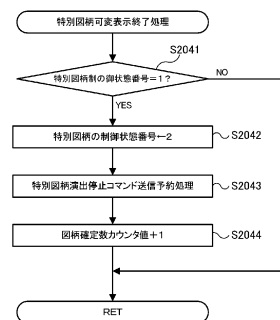 特別図柄可変表示終了処理
S2041
特別図柄制の御状態番号=1?
NO
YES
特別図柄の制御状態番号←2
S2042
特別図柄演出停止コマンド送信予約処理
S2043
図柄確定数カウンタ値+1
S2044
RET